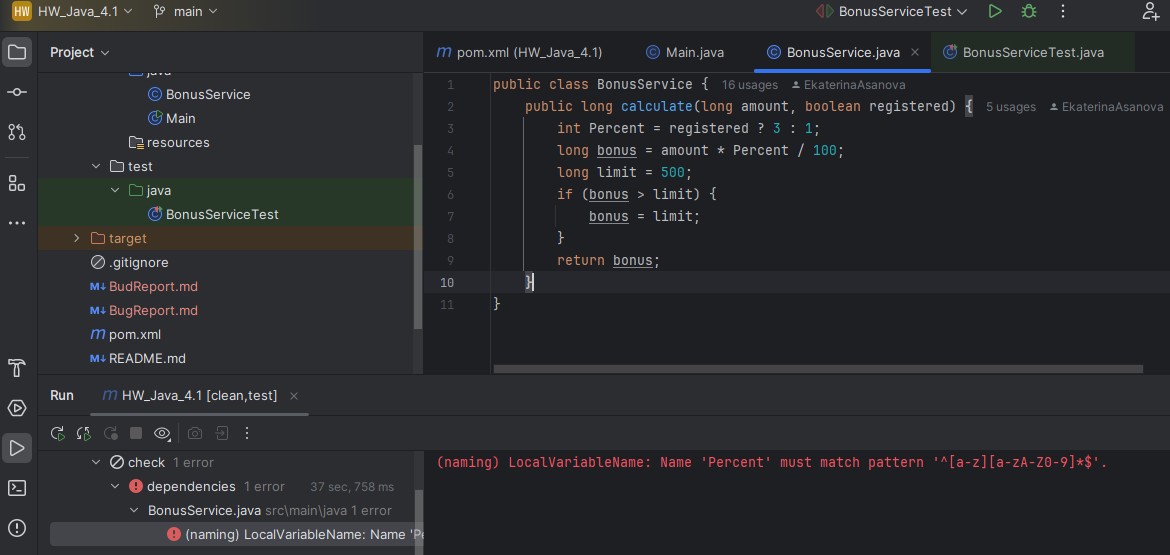 HW HW_Java_4.1 main BonusServiceTest
Project
pom.xml (HW_Java_4.1) Main.java BonusService.java BonusServiceTest.java
java
BonusService
Main
resources
test
java
BonusServiceTest
target
.gitignore
BudReport.md
BugReport.md
pom.xml
README.md
1 public class BonusService { 16 usages EkaterinaAsanova
2 public long calculate(long amount, boolean registered) { 5 usages EkaterinaAsanova
3 int Percent = registered ? 3 : 1;
4 long bonus = amount * Percent / 100;
5 long limit = 500;
6 if (bonus > limit) {
7 bonus = limit;
8 }
9 return bonus;
10 }
11 }
Run HW_Java_4.1 [clean,test]
check 1 error
dependencies 1 error 37 sec, 758 ms
BonusService.java src\main\java 1 error
(naming) LocalVariableName: Name 'Pe
(naming) LocalVariableName: Name 'Percent' must match pattern '^[a-z][a-zA-Z0-9]*$'.